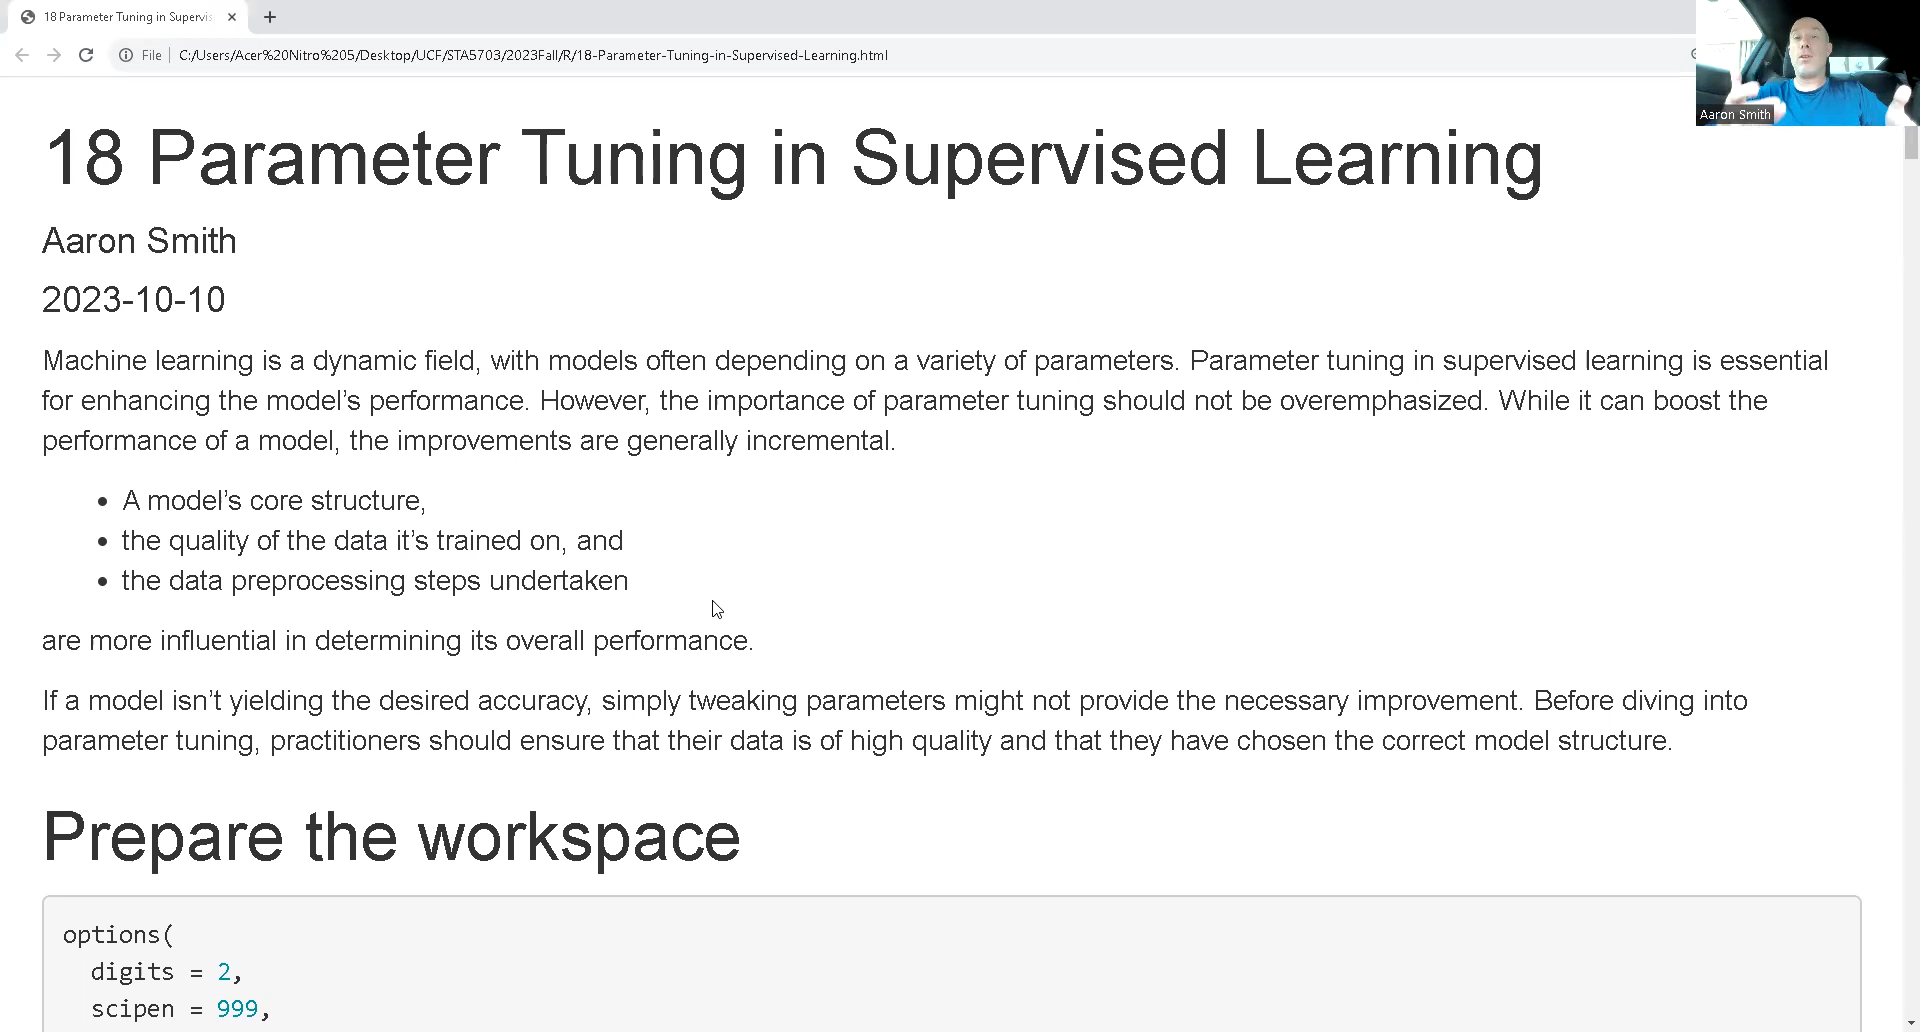 18 Parameter Tuning in Supervis
File
C:/Users/Acer%20Nitro%205/Desktop/UCF/STA5703/2023Fall/R/18-Parameter-Tuning-in-Supervised-Learning.html
Aaron Smith
18 Parameter Tuning in Supervised Learning
Aaron Smith
2023-10-10
Machine learning is a dynamic field, with models often depending on a variety of parameters. Parameter tuning in supervised learning is essential
for enhancing the model’s performance. However, the importance of parameter tuning should not be overemphasized. While it can boost the
performance of a model, the improvements are generally incremental.
• A model’s core structure,
• the quality of the data it’s trained on, and
• the data preprocessing steps undertaken
are more influential in determining its overall performance.
If a model isn’t yielding the desired accuracy, simply tweaking parameters might not provide the necessary improvement. Before diving into
parameter tuning, practitioners should ensure that their data is of high quality and that they have chosen the correct model structure.
Prepare the workspace
options(
digits = 2,
scipen = 999,